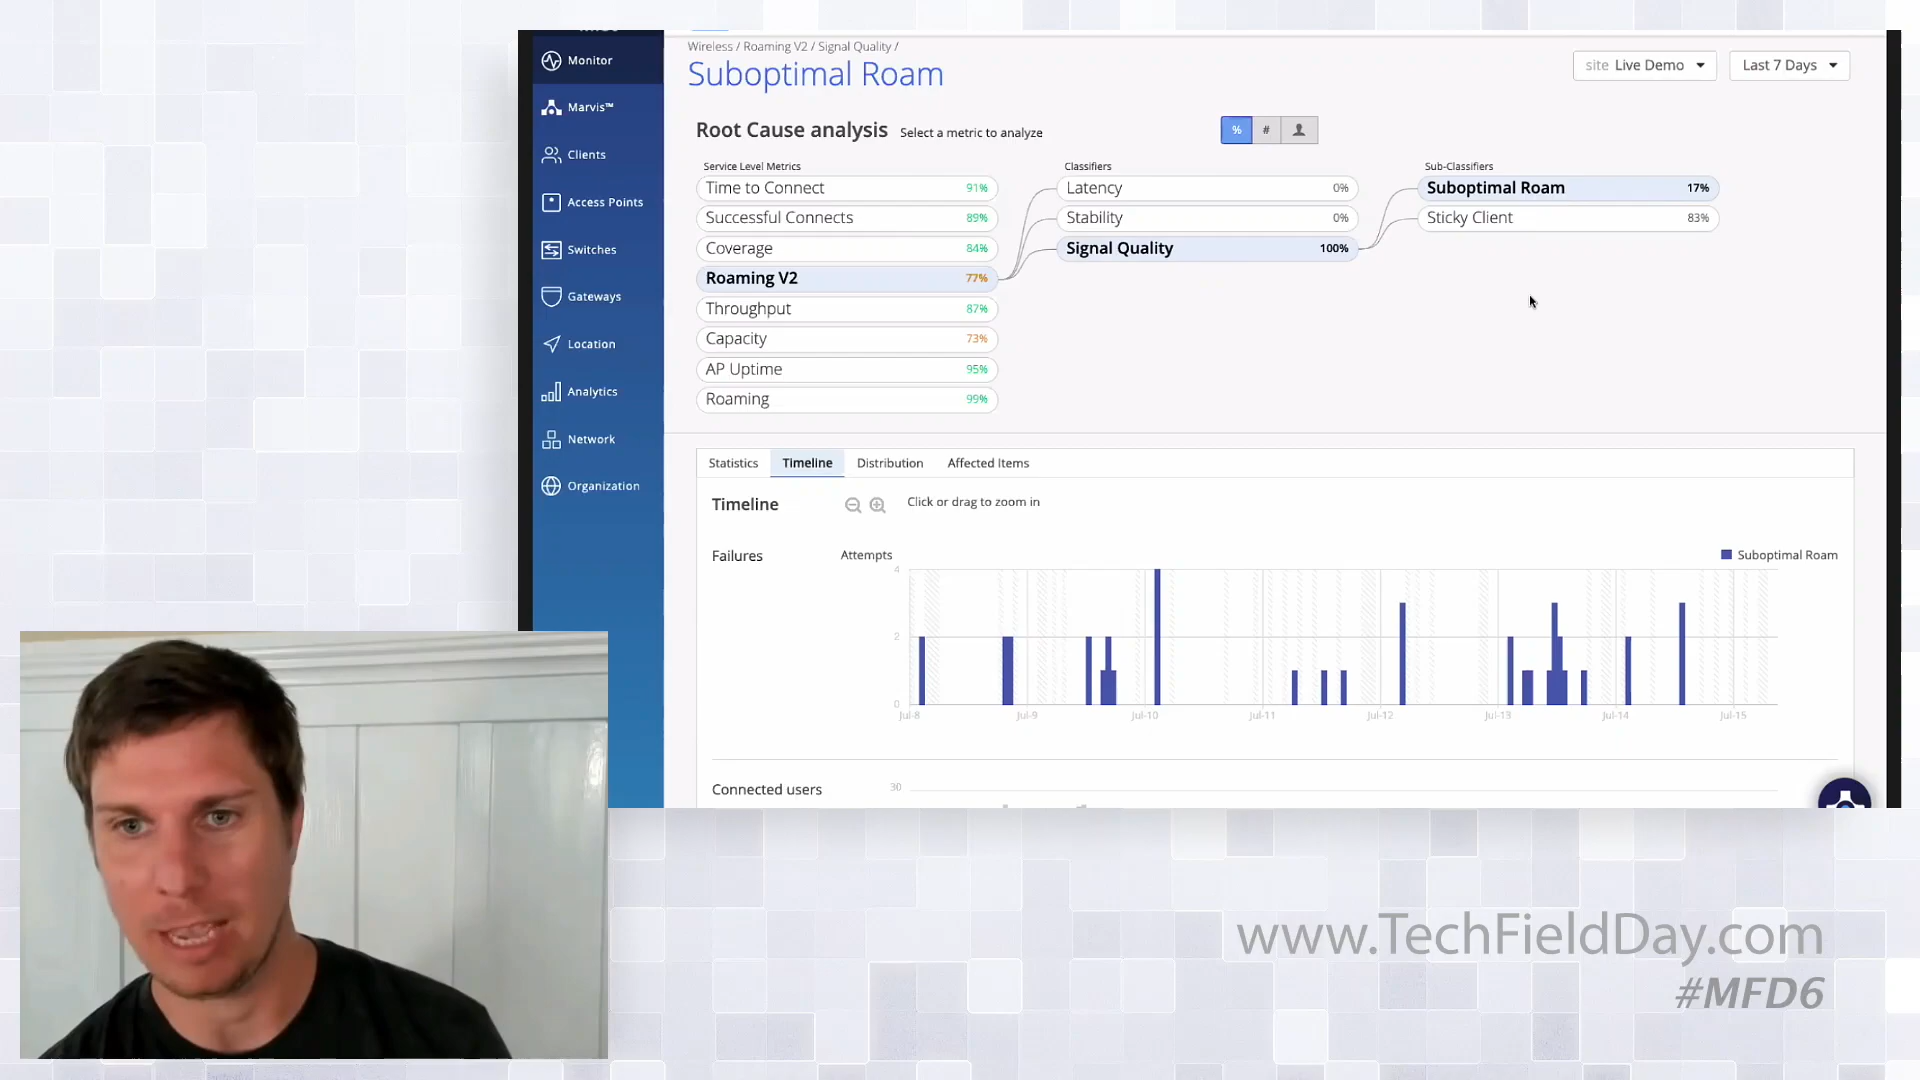 Monitor
Marvis™
Clients
Access Points
Switches
Gateways
Location
Analytics
Network
Organization
Wireless / Roaming V2 / Signal Quality /
Suboptimal Roam
site Live Demo
Last 7 Days
Root Cause analysis Select a metric to analyze
% #
Service Level Metrics
Time to Connect 91%
Successful Connects 89%
Coverage 84%
Roaming V2 77%
Throughput 87%
Capacity 73%
AP Uptime 95%
Roaming 99%
Classifiers
Latency 0%
Stability 0%
Signal Quality 100%
Sub-Classifiers
Suboptimal Roam 17%
Sticky Client 83%
Statistics Timeline Distribution Affected Items
Timeline Click or drag to zoom in
Failures Attempts
Suboptimal Roam
4
2
0
Jul-8 Jul-9 Jul-10 Jul-11 Jul-12 Jul-13 Jul-14 Jul-15
Connected users 30
www.TechFieldDay.com
#MFD6